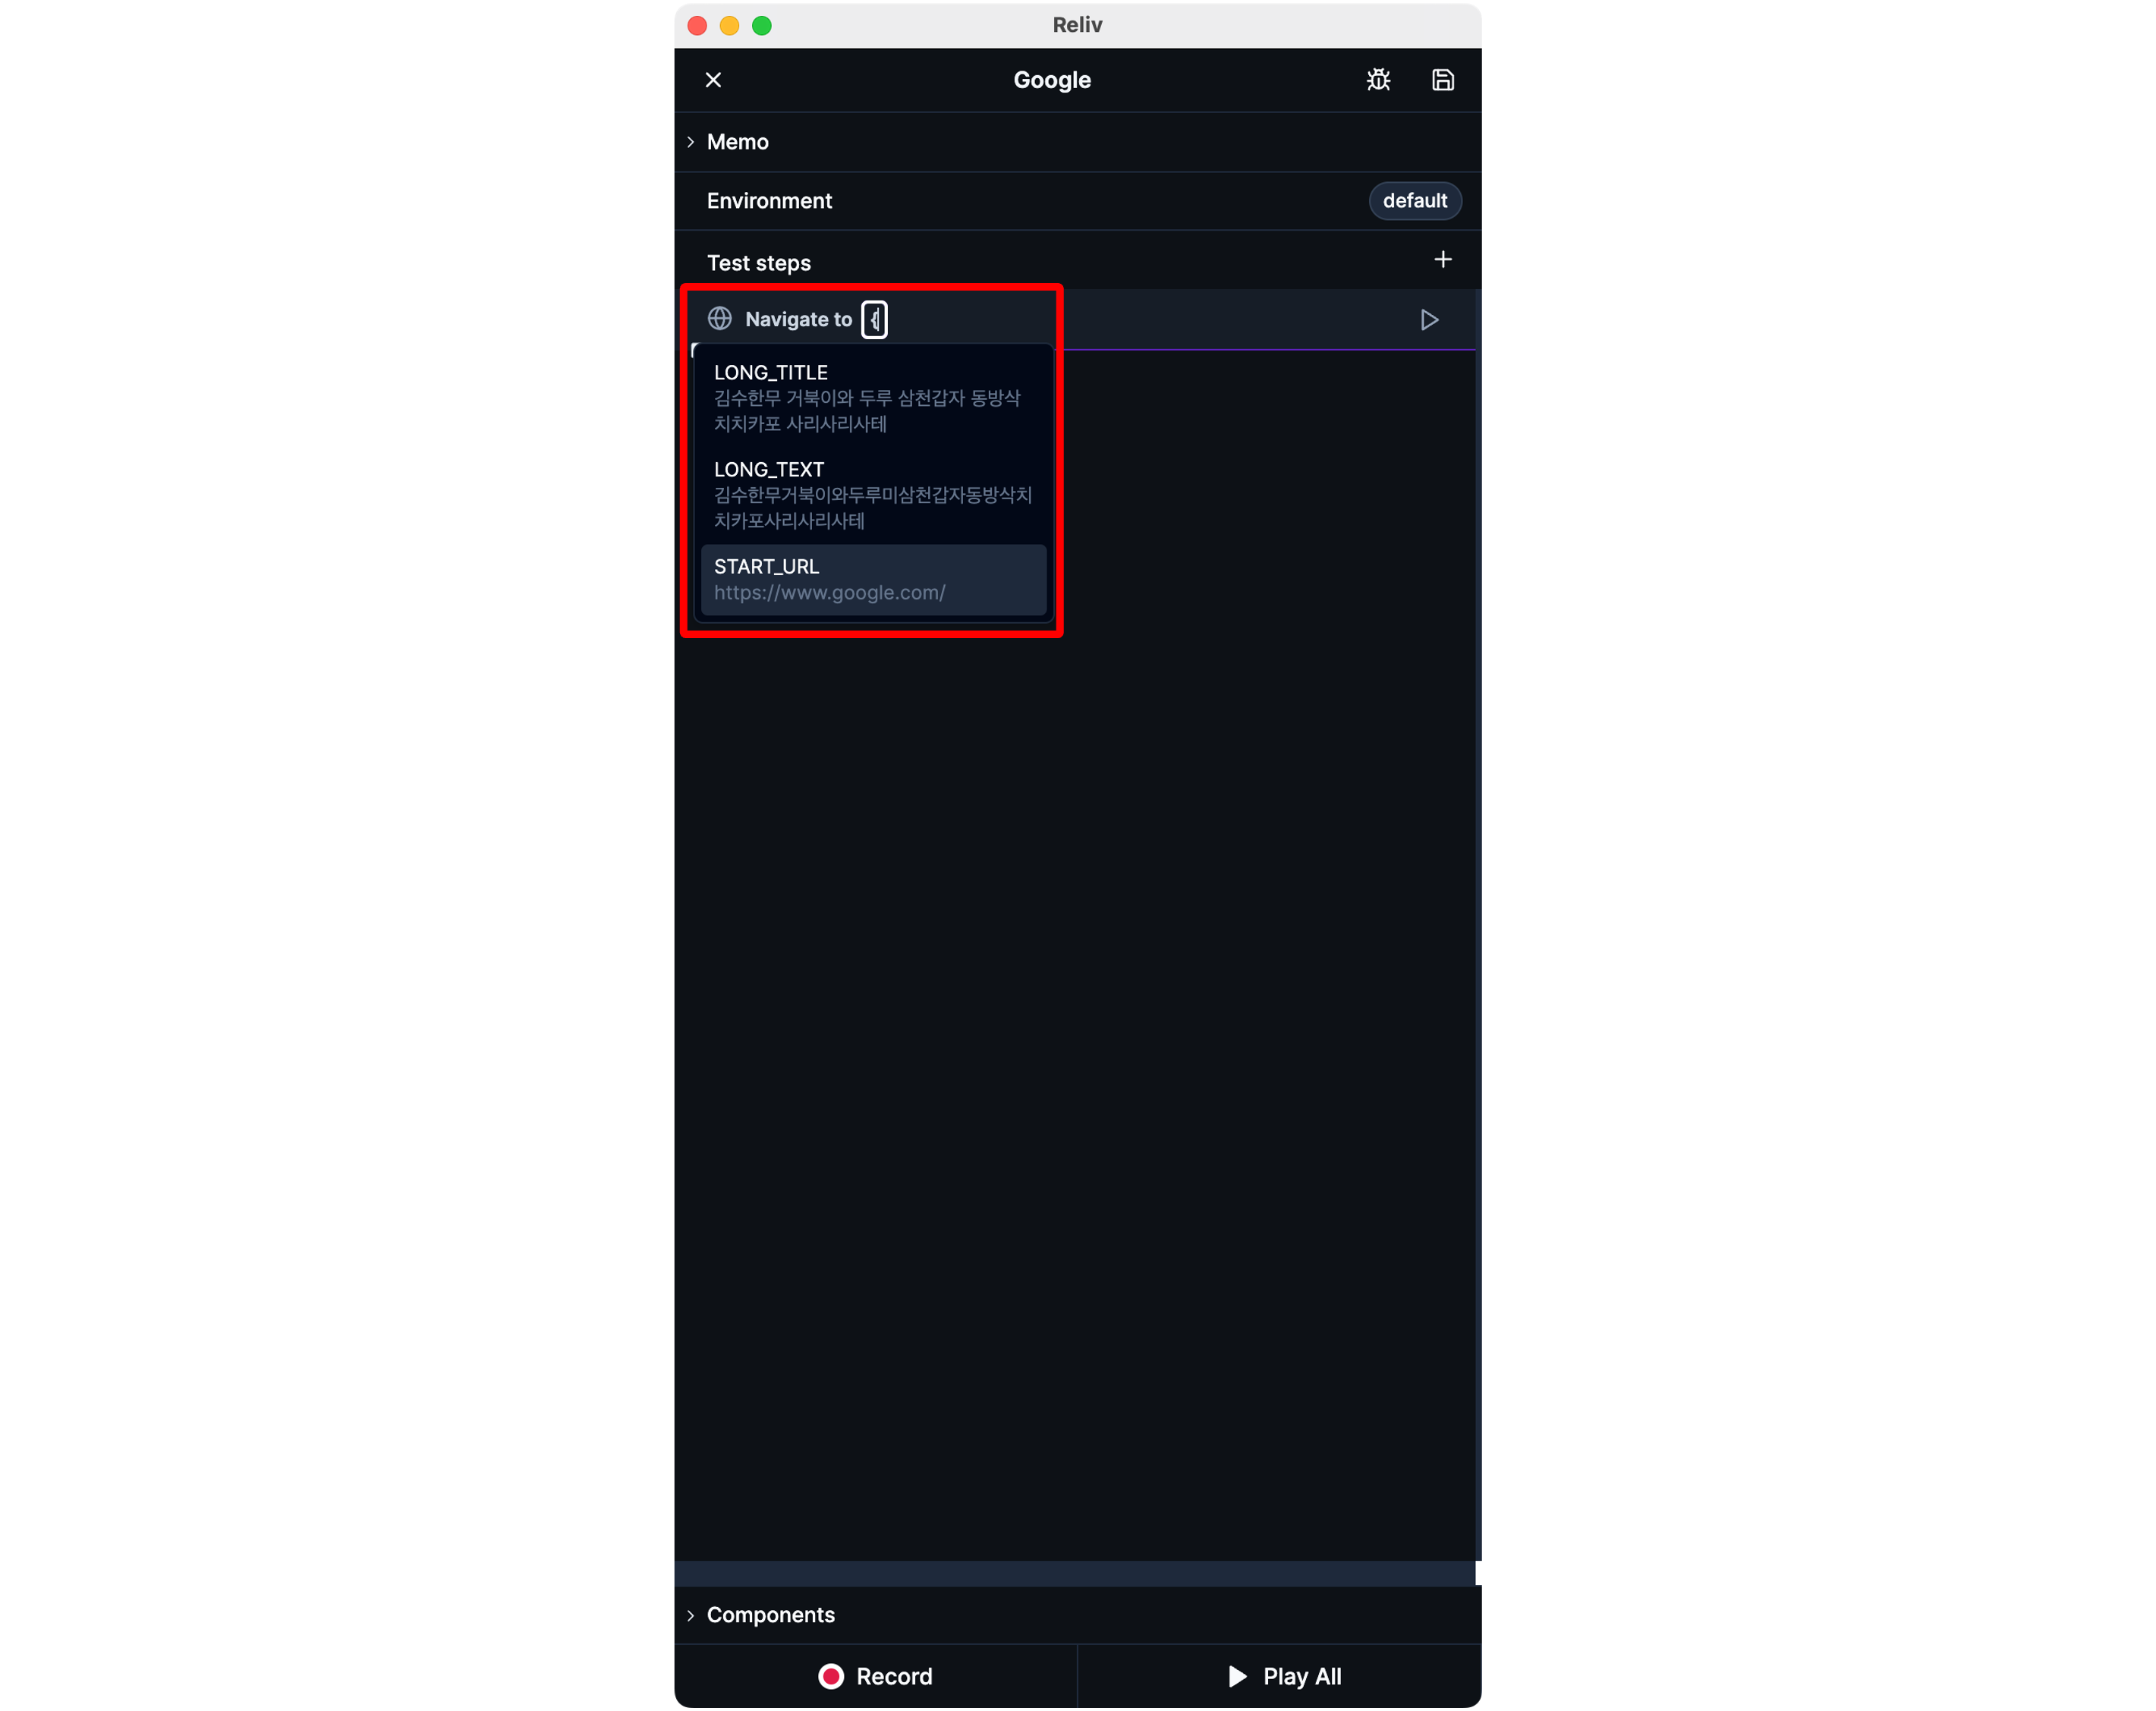 Reliv
Google
Memo
Environment
default
Test steps
Navigate to {
LONG_TITLE
김수한무 거북이와 두루 삼천갑자 동방삭
치치카포 사리사리사테
LONG_TEXT
김수한무거북이와두루미삼천갑자동방삭치
치카포사리사리사테
START_URL
https://www.google.com/
Components
Record
Play All